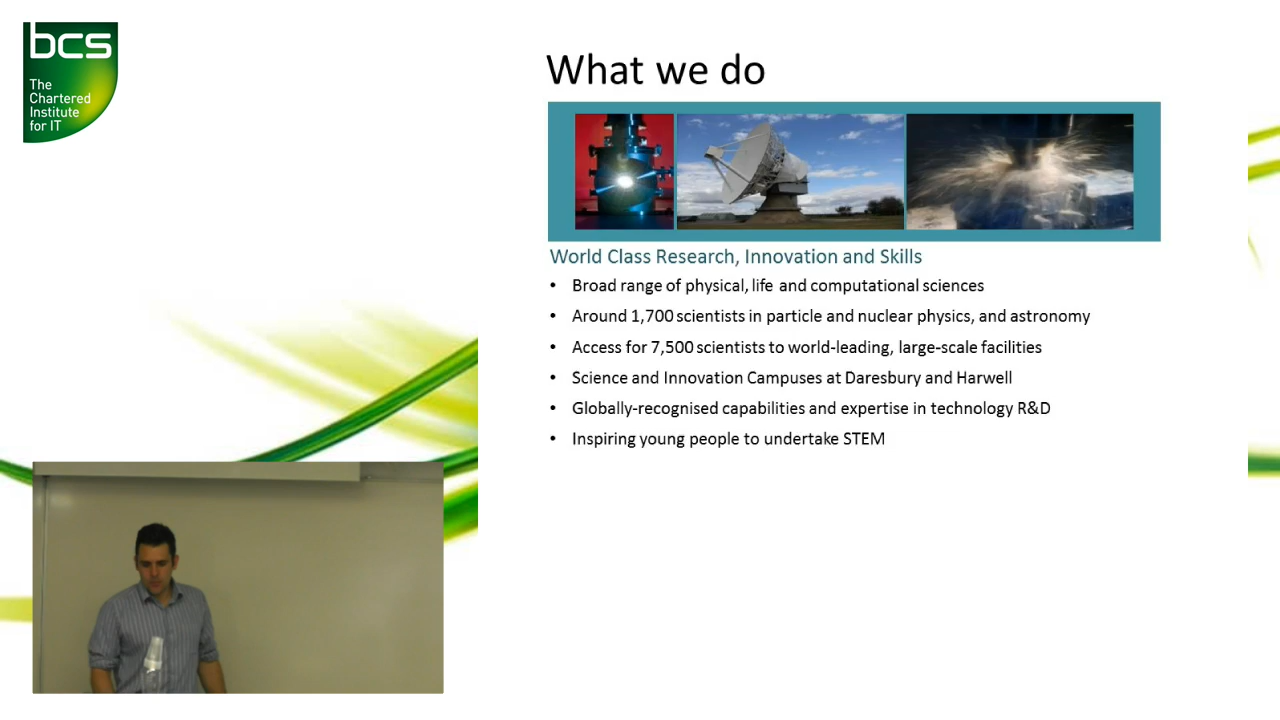 bcs
The
Chartered
Institute
for IT
What we do
World Class Research, Innovation and Skills
• Broad range of physical, life and computational sciences
• Around 1,700 scientists in particle and nuclear physics, and astronomy
• Access for 7,500 scientists to world-leading, large-scale facilities
• Science and Innovation Campuses at Daresbury and Harwell
• Globally-recognised capabilities and expertise in technology R&D
• Inspiring young people to undertake STEM